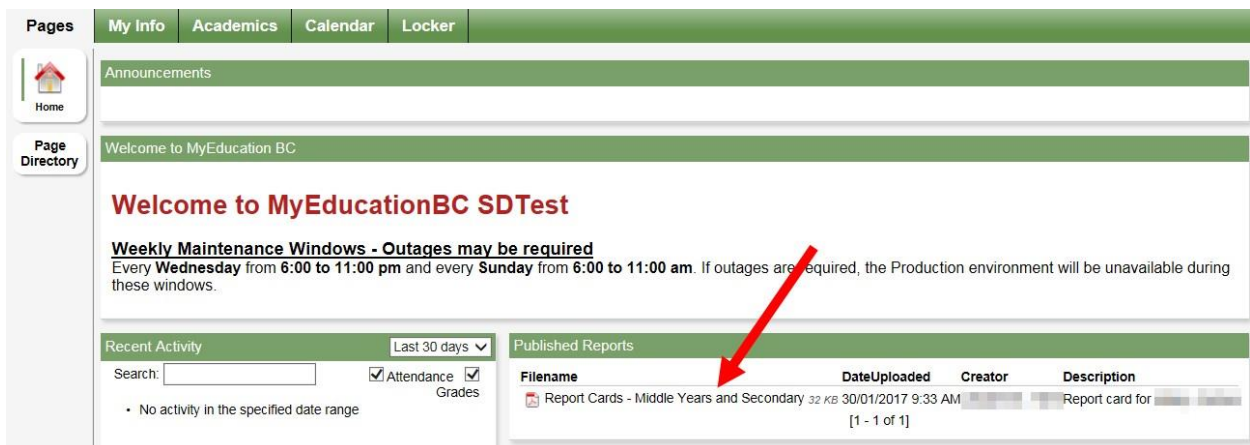 Pages
My Info
Academics
Calendar
Locker
Home
Page
Directory
Announcements
Welcome to MyEducation BC
Welcome to MyEducationBC SDTest
Weekly Maintenance Windows - Outages may be required
Every Wednesday from 6:00 to 11:00 pm and every Sunday from 6:00 to 11:00 am. If outages are required, the Production environment will be unavailable during
these windows.
Recent Activity
Last 30 days
Search:
Attendance
Grades
No activity in the specified date range
Published Reports
Filename DateUploaded Creator Description
Report Cards - Middle Years and Secondary 32 KB 30/01/2017 9:33 AM Report card for
[1 - 1 of 1]